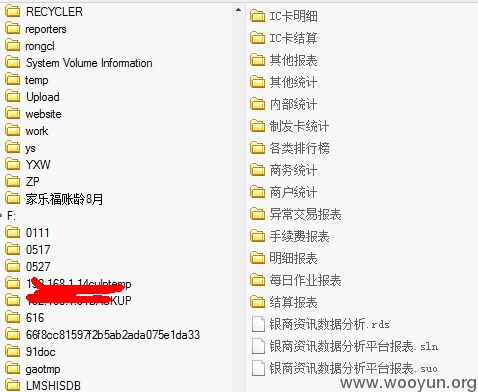 RECYCLER
reporters
rongcl
System Volume Information
temp
Upload
website
work
ys
YXW
ZP
家乐福账龄8月
F:
0111
0517
0527
616
66f8cc81597f2b5ab2ada075e1da33
91doc
gaotmp
LMSHISDB
IC卡明细
IC卡结算
其他报表
其他统计
内部统计
制发卡统计
各类排行榜
商务统计
商户统计
异常交易报表
手续费报表
明细报表
每日作业报表
结算报表
银商资讯数据分析.rds
银商资讯数据分析平台报表.sln
银商资讯数据分析平台报表.suo
www.wooyun.org